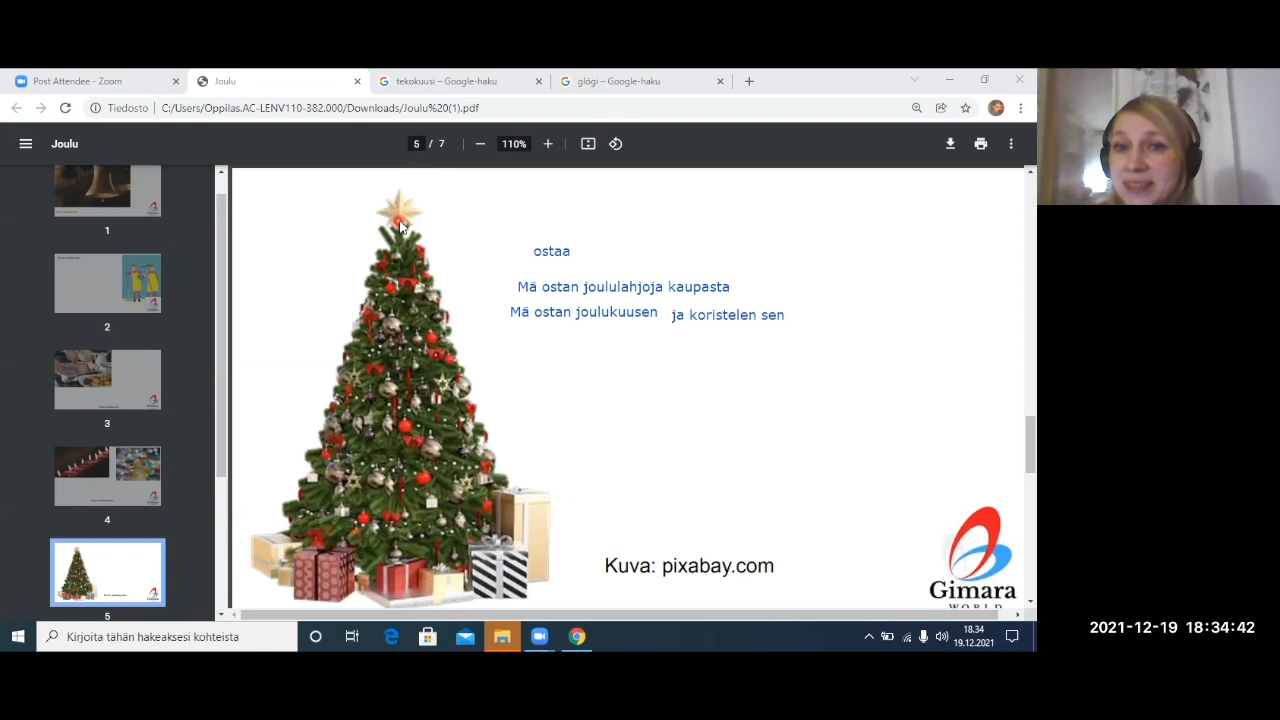 Post Attendee - Zoom
Joulu
tekokuusi – Google-haku
glögi – Google-haku
Tiedosto
C:/Users/Oppilas.AC-LENV110-382.000/Downloads/Joulu%20(1).pdf
Joulu
5 / 7
110%
1
2
3
4
5
ostaa
Mä ostan joululahjoja kaupasta
Mä ostan joulukuusen ja koristelen sen
Kuva: pixabay.com
Gimara
WORLD
Kirjoita tähän hakeaksesi kohteista
18.34
19.12.2021
2021-12-19 18:34:42